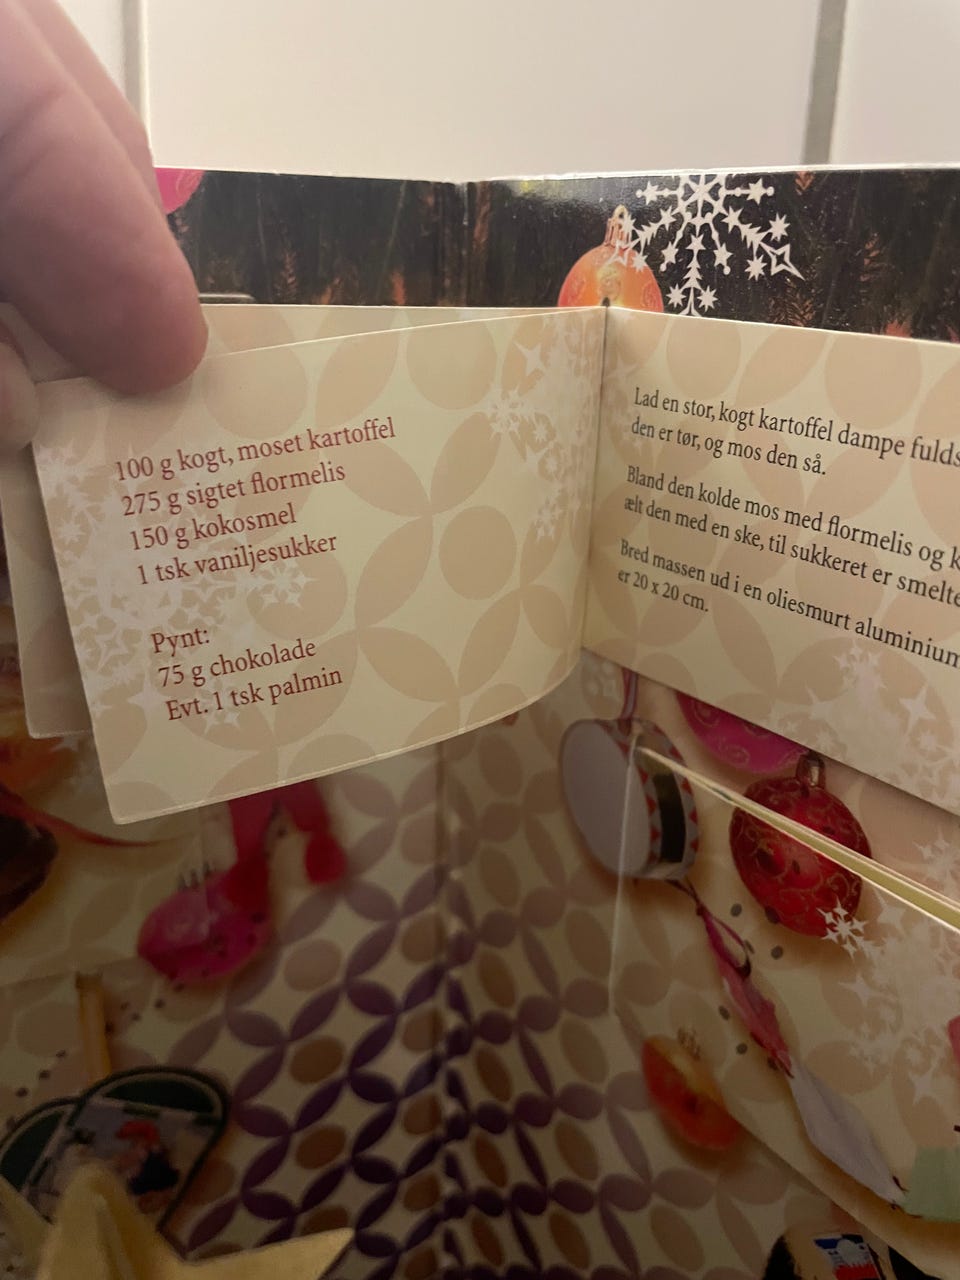 100 g kogt, moset kartoffel
275 g sigtet flormelis
150 g kokosmel
1 tsk vaniljesukker
Pynt:
75 g chokolade
Evt. 1 tsk palmin
Lad en stor, kogt kartoffel dampe fulds
den er tør, og mos den så.
Bland den kolde mos med flormelis og k
ælt den med en ske, til sukkeret er smelte
Bred massen ud i en oliesmurt aluminium
er 20 x 20 cm.